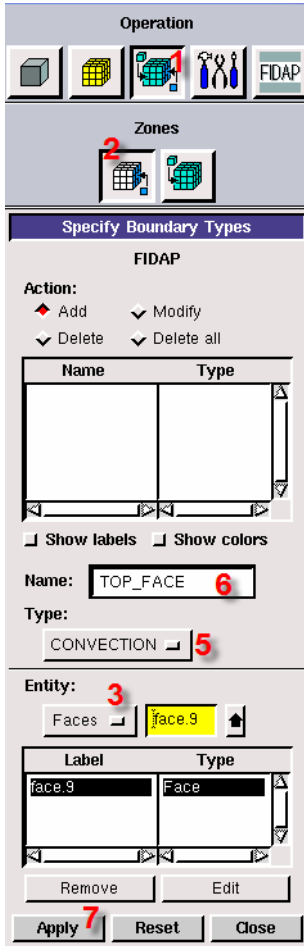 Operation
1
FIDAP
Zones
2
Specify Boundary Types
FIDAP
Action:
Add Modify
Delete Delete all
Name Type
Show labels Show colors
Name: TOP_FACE 6
Type:
CONVECTION 5
Entity:
3
Faces face.9
Label Type
face.9 Face
Remove Edit
Apply 7 Reset Close